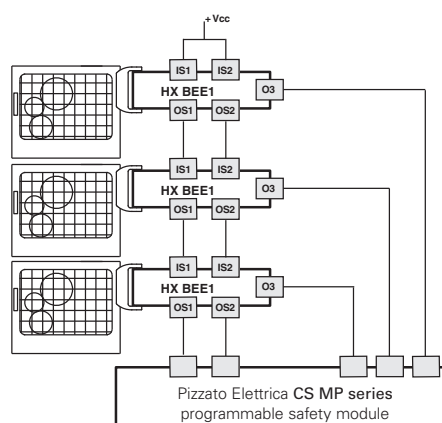 + Vcc
IS1 IS2
HX BEE1
O3
OS1 OS2
IS1 IS2
HX BEE1
O3
OS1 OS2
IS1 IS2
HX BEE1
O3
OS1 OS2
Pizzato Elettrica CS MP series
programmable safety module